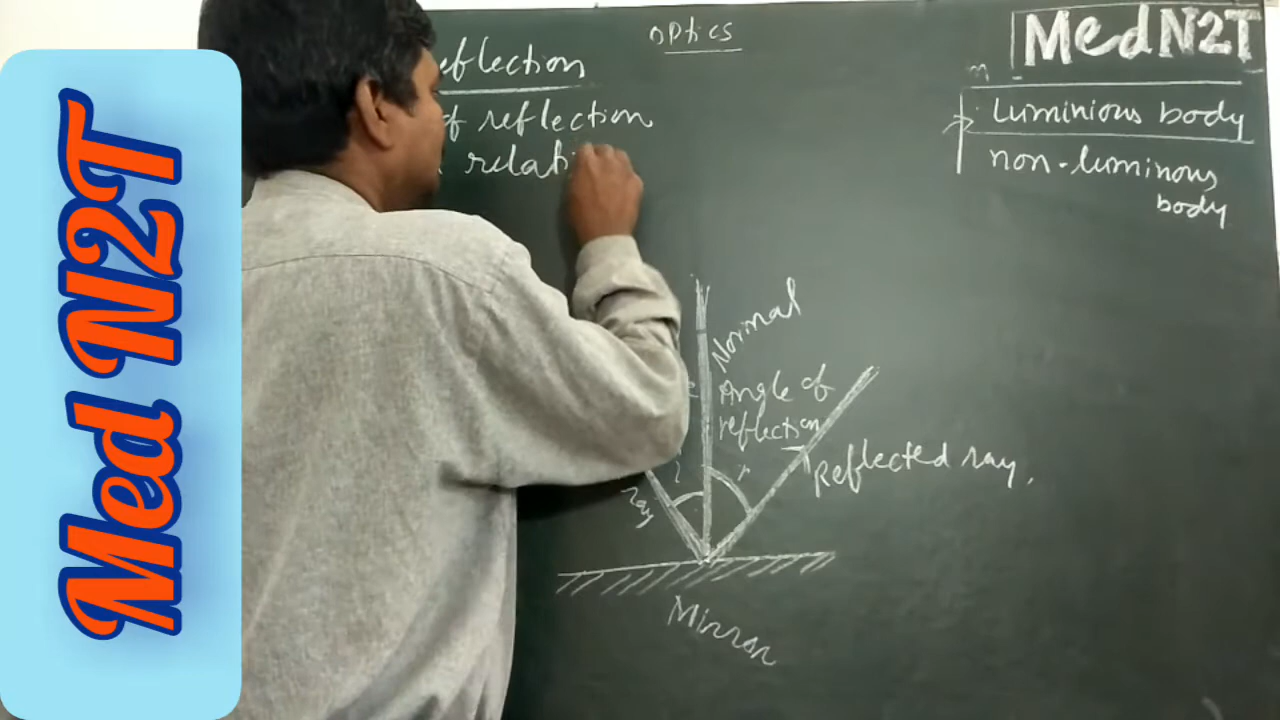 optics
MedN2T
eflection
luminious body
of reflection
non-luminous
body
relati
Normal
Angle of
reflection
i
r
Reflected ray.
ray
Mirror
Med N2T